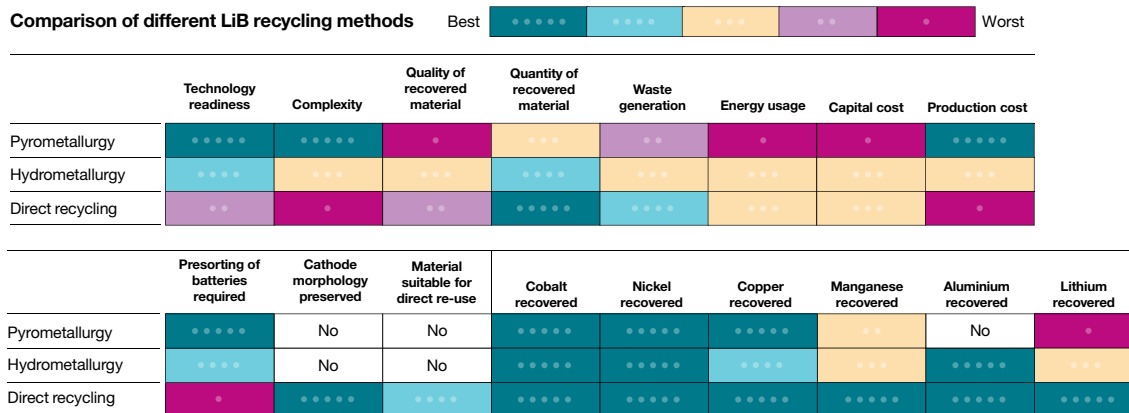 Comparison of different LiB recycling methods Best Worst
Technology readiness Complexity Quality of recovered material Quantity of recovered material Waste generation Energy usage Capital cost Production cost
Pyrometallurgy
Hydrometallurgy
Direct recycling
Presorting of batteries required Cathode morphology preserved Material suitable for direct re-use Cobalt recovered Nickel recovered Copper recovered Manganese recovered Aluminium recovered Lithium recovered
Pyrometallurgy No No No
Hydrometallurgy No No
Direct recycling